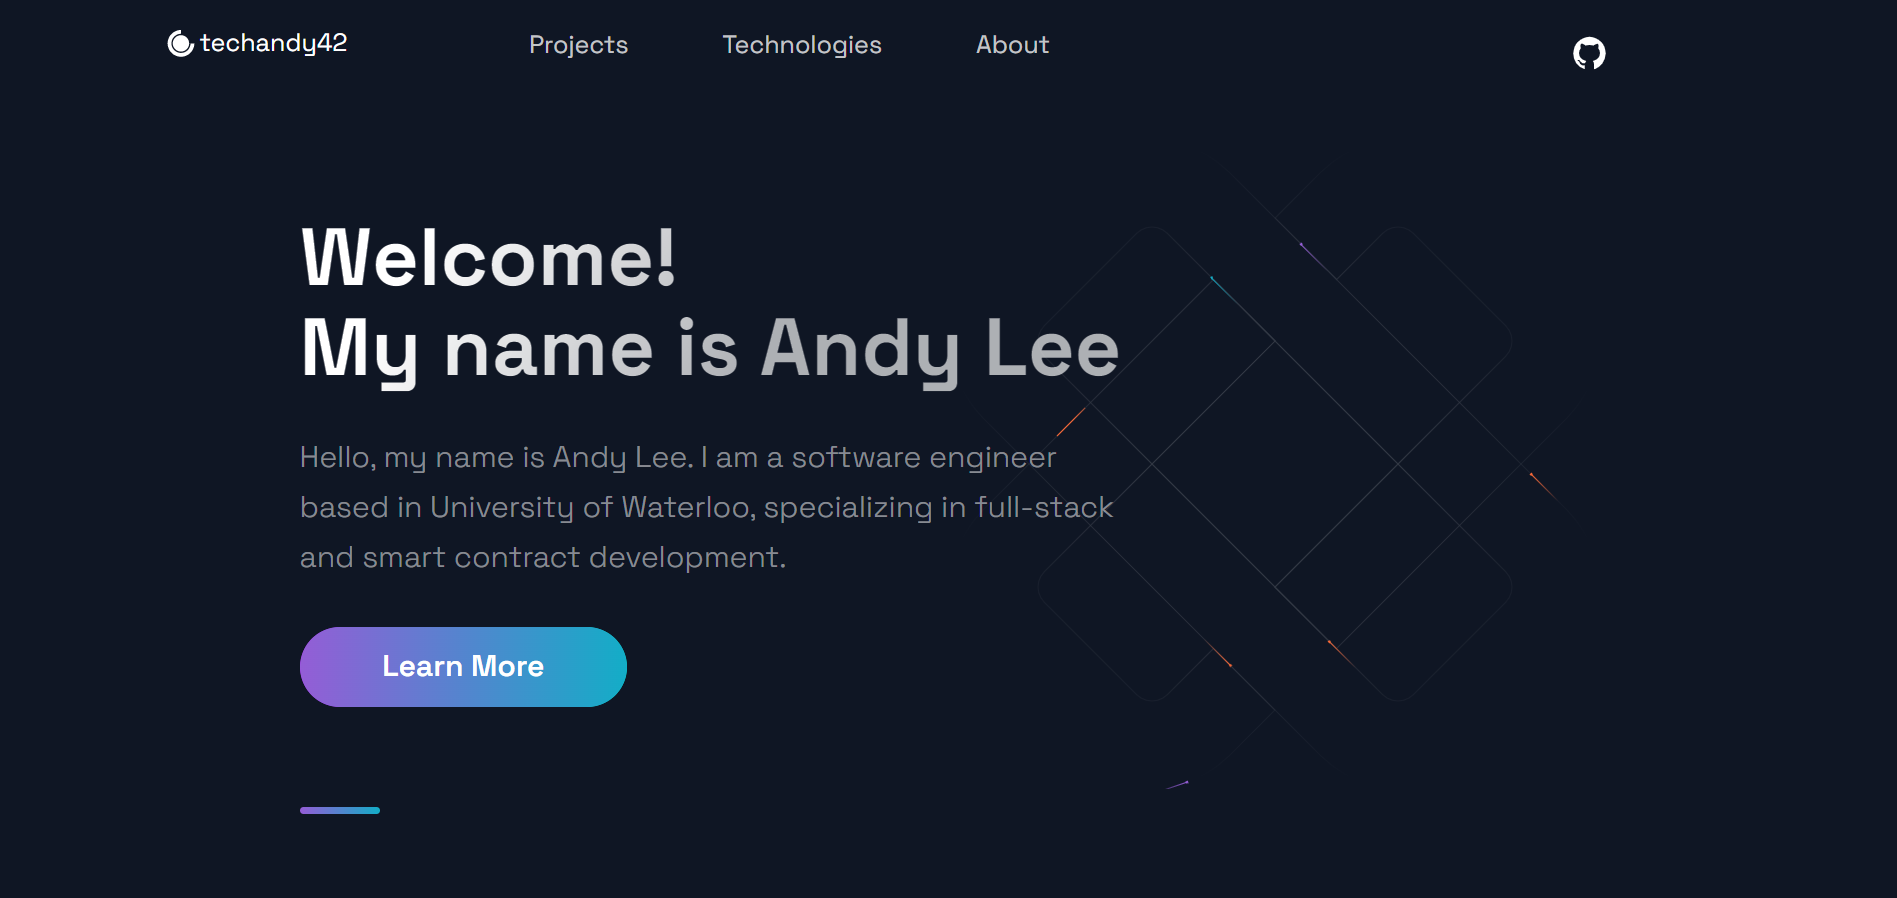 techandy42
Projects
Technologies
About
Welcome!
My name is Andy Lee
Hello, my name is Andy Lee. I am a software engineer
based in University of Waterloo, specializing in full-stack
and smart contract development.
Learn More